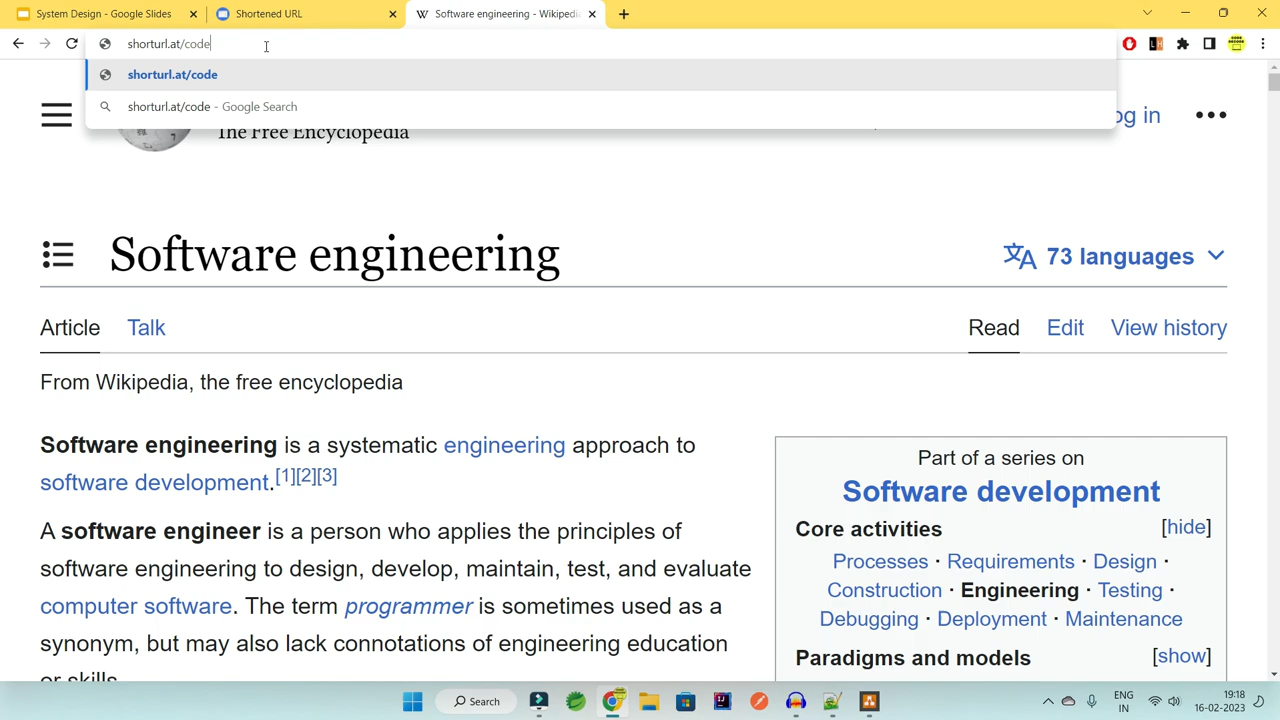 System Design - Google Slides
Shortened URL
Software engineering - Wikipedia
shorturl.at/code
shorturl.at/code
shorturl.at/code - Google Search
The Free Encyclopedia
og in
Software engineering
73 languages
Article
Talk
Read
Edit
View history
From Wikipedia, the free encyclopedia
Software engineering is a systematic engineering approach to
software development.[1][2][3]
A software engineer is a person who applies the principles of
software engineering to design, develop, maintain, test, and evaluate
computer software. The term programmer is sometimes used as a
synonym, but may also lack connotations of engineering education
or skills.
Part of a series on
Software development
Core activities [hide]
Processes · Requirements · Design ·
Construction · Engineering · Testing ·
Debugging · Deployment · Maintenance
Paradigms and models [show]
Search
ENG
IN
19:18
16-02-2023